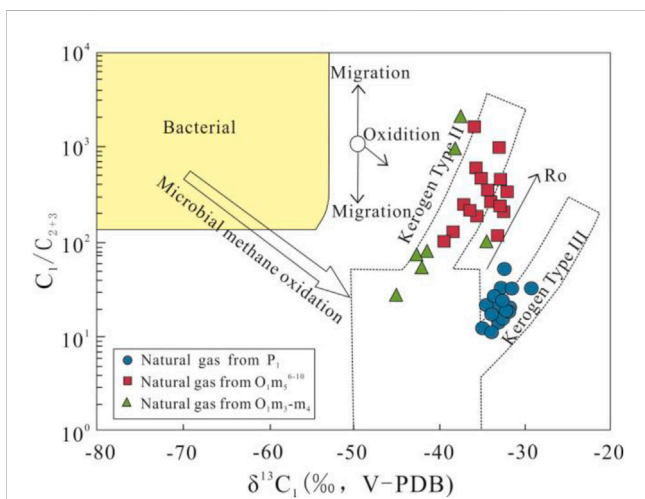 10⁴
10³
10²
10¹
10⁰
C₁/C₂₊₃
Bacterial
Migration
Oxidition
Migration
Microbial methane oxidation
Kerogen Type II
Ro
Kerogen Type III
Natural gas from P₁
Natural gas from O₁m₅⁶⁻¹⁰
Natural gas from O₁m₃-m₄
-80 -70 -60 -50 -40 -30 -20
δ¹³C₁(‰, V-PDB)